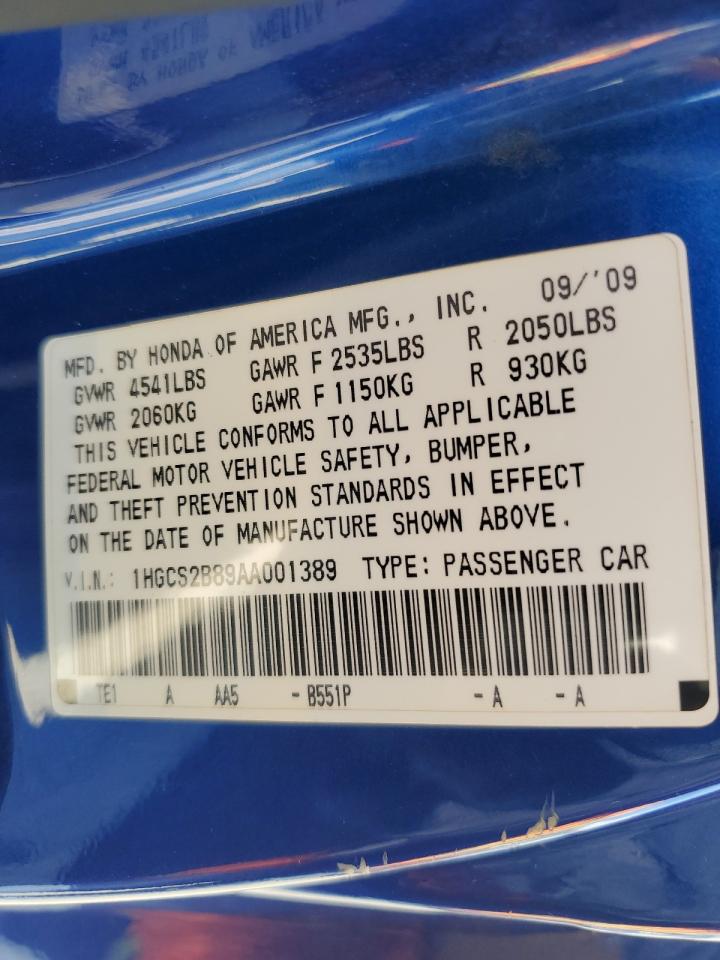 MFD. BY HONDA OF AMERICA MFG., INC. 09/'09
GVWR 4541LBS GAWR F 2535LBS R 2050LBS
GVWR 2060KG GAWR F 1150KG R 930KG
THIS VEHICLE CONFORMS TO ALL APPLICABLE
FEDERAL MOTOR VEHICLE SAFETY, BUMPER,
AND THEFT PREVENTION STANDARDS IN EFFECT
ON THE DATE OF MANUFACTURE SHOWN ABOVE.
V.I.N.: 1HGCS2B89AA001389 TYPE: PASSENGER CAR
TE1 A AA5 - B551P - A - A